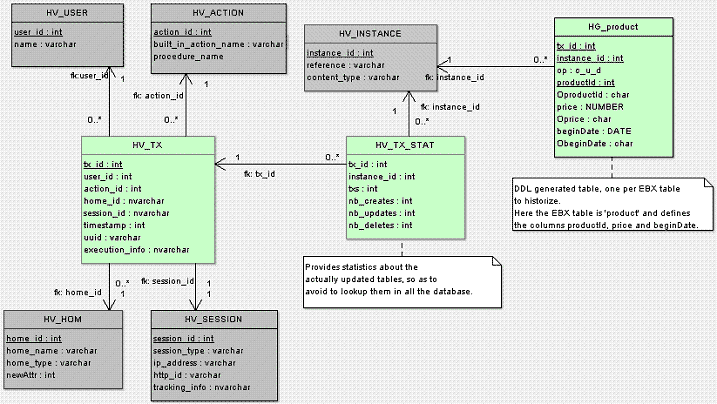 HV_USER
user_id : int
name : varchar
HV_ACTION
action_id : int
built_in_action_name : varchar
procedure_name
HV_INSTANCE
instance_id : int
reference : varchar
content_type : varchar
HG_product
tx_id : int
instance_id : int
op : c_u_d
productId : int
OproductId : char
price : NUMBER
Oprice : char
beginDate : DATE
ObeginDate : char
fk:user_id
1
0..*
fk: action_id
1
0..*
1
fk: instance_id
0..*
1
fk: instance_id
0..*
HV_TX
tx_id : int
user_id : int
action_id : int
home_id : nvarchar
session_id : nvarchar
timestamp : int
uuid : varchar
execution_info : nvarchar
1
fk: tx_id
0..*
HV_TX_STAT
tx_id : int
instance_id : int
txs : int
nb_creates : int
nb_updates : int
nb_deletes : int
DDL generated table, one per EBX table
to historize.
Here the EBX table is 'product' and defines
the columns productId, price and beginDate.
Provides statistics about the
actually updated tables, so as to
avoid to lookup them in all the database.
0..*
fk: home_id
1
fk: session_id
1
1
HV_HOM
home_id : int
home_name : varchar
home_type : varchar
newAttr : int
HV_SESSION
session_id : int
session_type : varchar
ip_address : varchar
http_id : varchar
tracking_info : nvarchar